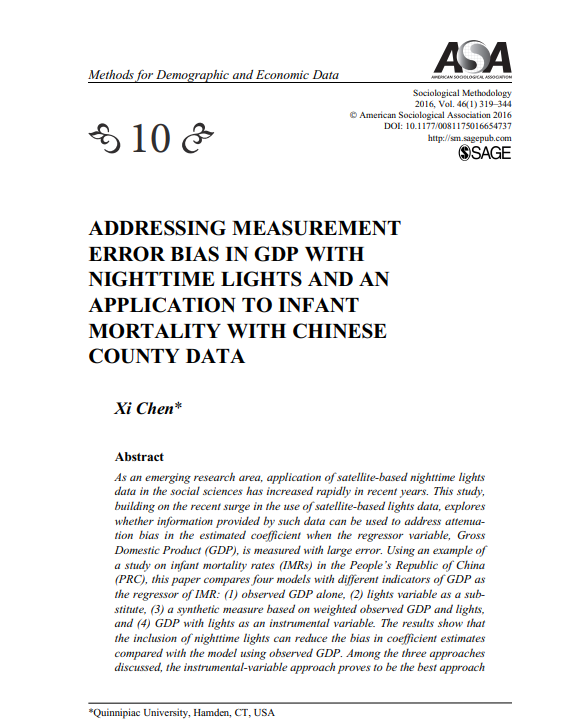 ASA
AMERICAN SOCIOLOGICAL ASSOCIATION
Methods for Demographic and Economic Data
Sociological Methodology
2016, Vol. 46(1) 319–344
© American Sociological Association 2016
DOI: 10.1177/0081175016654737
http://sm.sagepub.com
SAGE
10
ADDRESSING MEASUREMENT
ERROR BIAS IN GDP WITH
NIGHTTIME LIGHTS AND AN
APPLICATION TO INFANT
MORTALITY WITH CHINESE
COUNTY DATA
Xi Chen*
Abstract
As an emerging research area, application of satellite-based nighttime lights
data in the social sciences has increased rapidly in recent years. This study,
building on the recent surge in the use of satellite-based lights data, explores
whether information provided by such data can be used to address attenua-
tion bias in the estimated coefficient when the regressor variable, Gross
Domestic Product (GDP), is measured with large error. Using an example of
a study on infant mortality rates (IMRs) in the People's Republic of China
(PRC), this paper compares four models with different indicators of GDP as
the regressor of IMR: (1) observed GDP alone, (2) lights variable as a sub-
stitute, (3) a synthetic measure based on weighted observed GDP and lights,
and (4) GDP with lights as an instrumental variable. The results show that
the inclusion of nighttime lights can reduce the bias in coefficient estimates
compared with the model using observed GDP. Among the three approaches
discussed, the instrumental-variable approach proves to be the best approach
*Quinnipiac University, Hamden, CT, USA